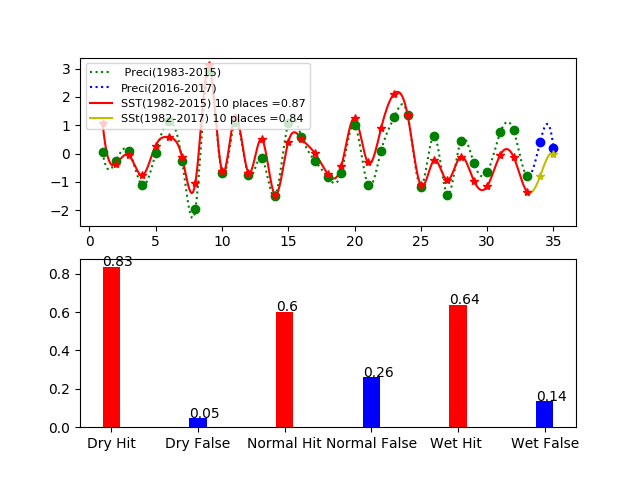 3
2
1
0
−1
−2
Preci(1983-2015)
Preci(2016-2017)
SST(1982-2015) 10 places =0.87
SSt(1982-2017) 10 places =0.84
0 5 10 15 20 25 30 35
0.8
0.6
0.4
0.2
0.0
0.83
0.05
0.6
0.26
0.64
0.14
Dry Hit Dry False Normal Hit Normal False Wet Hit Wet False